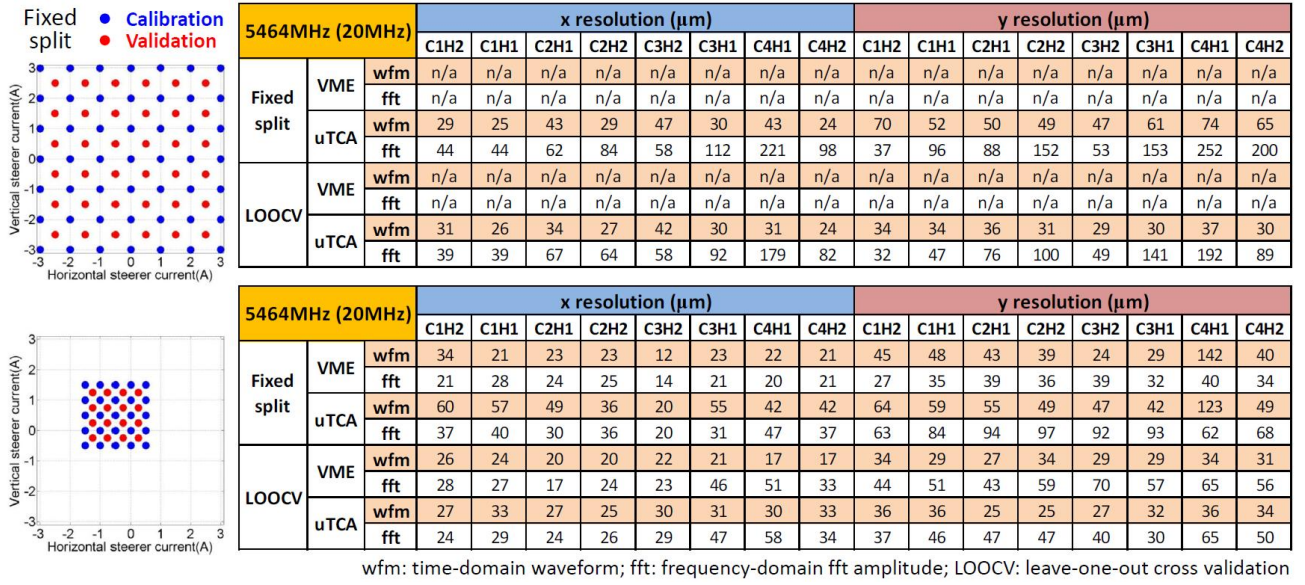 Fixed split
Calibration
Validation
3
2
1
0
-1
-2
-3
Vertical steerer current(A)
-3 -2 -1 0 1 2 3
Horizontal steerer current(A)
5464MHz (20MHz) x resolution (μm) y resolution (μm)
C1H2 C1H1 C2H1 C2H2 C3H2 C3H1 C4H1 C4H2 C1H2 C1H1 C2H1 C2H2 C3H2 C3H1 C4H1 C4H2
Fixed split VME wfm n/a n/a n/a n/a n/a n/a n/a n/a n/a n/a n/a n/a n/a n/a n/a n/a
fft n/a n/a n/a n/a n/a n/a n/a n/a n/a n/a n/a n/a n/a n/a n/a n/a
uTCA wfm 29 25 43 29 47 30 43 24 70 52 50 49 47 61 74 65
fft 44 44 62 84 58 112 221 98 37 96 88 152 53 153 252 200
LOOCV VME wfm n/a n/a n/a n/a n/a n/a n/a n/a n/a n/a n/a n/a n/a n/a n/a n/a
fft n/a n/a n/a n/a n/a n/a n/a n/a n/a n/a n/a n/a n/a n/a n/a n/a
uTCA wfm 31 26 34 27 42 30 31 24 34 34 36 31 29 30 37 30
fft 39 39 67 64 58 92 179 82 32 47 76 100 49 141 192 89
3
2
1
0
-1
-2
-3
Vertical steerer current(A)
-3 -2 -1 0 1 2 3
Horizontal steerer current(A)
5464MHz (20MHz) x resolution (μm) y resolution (μm)
C1H2 C1H1 C2H1 C2H2 C3H2 C3H1 C4H1 C4H2 C1H2 C1H1 C2H1 C2H2 C3H2 C3H1 C4H1 C4H2
Fixed split VME wfm 34 21 23 23 12 23 22 21 45 48 43 39 24 29 142 40
fft 21 28 24 25 14 21 20 21 27 35 39 36 39 32 40 34
uTCA wfm 60 57 49 36 20 55 42 42 64 59 55 49 47 42 123 49
fft 37 40 30 36 20 31 47 37 63 84 94 97 92 93 62 68
LOOCV VME wfm 26 24 20 20 22 21 17 17 34 29 27 34 29 29 34 31
fft 28 27 17 24 23 46 51 33 44 51 43 59 70 57 65 56
uTCA wfm 27 33 27 25 30 31 30 33 36 36 25 25 27 32 36 34
fft 24 29 24 26 29 47 58 34 37 46 47 47 40 30 65 50
wfm: time-domain waveform; fft: frequency-domain fft amplitude; LOOCV: leave-one-out cross validation